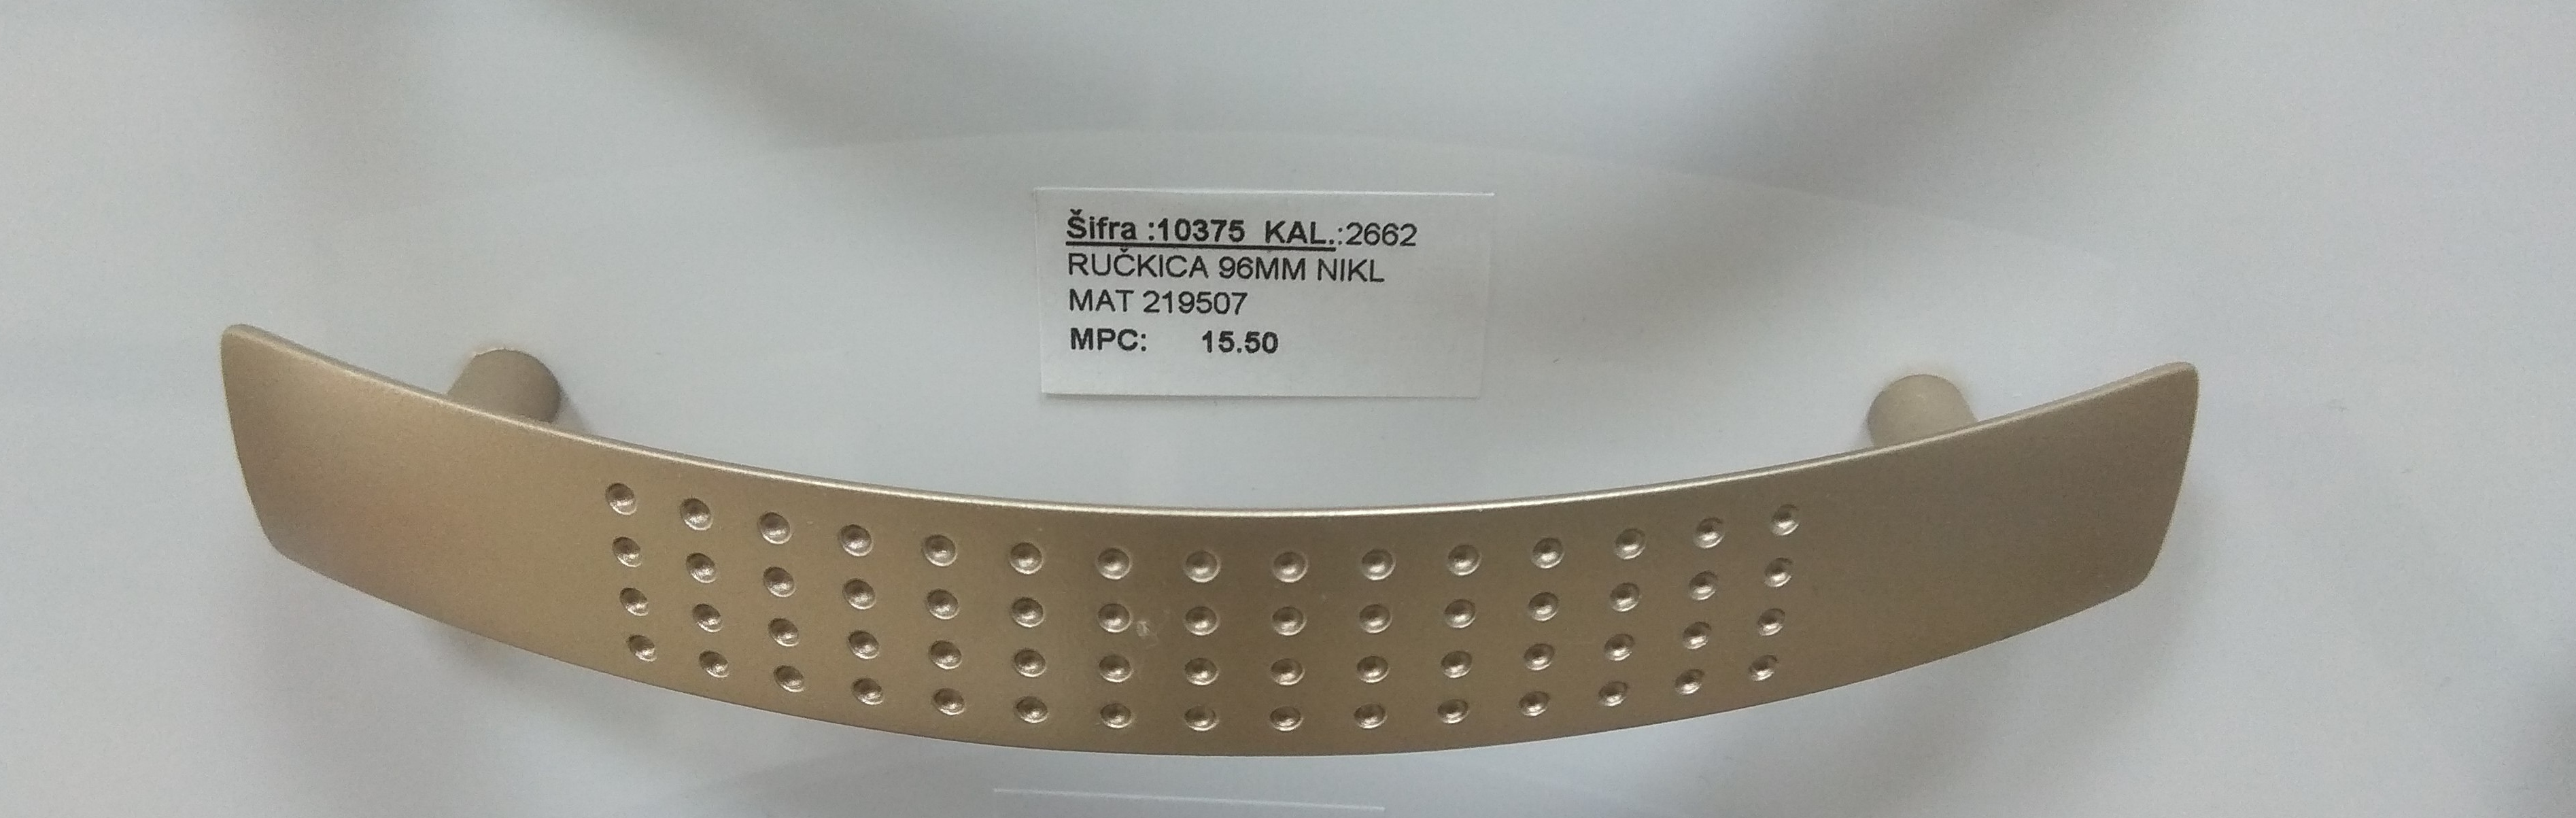 Šifra :10375 KAL.:2662
RUČKICA 96MM NIKL
MAT 219507
MPC: 15.50